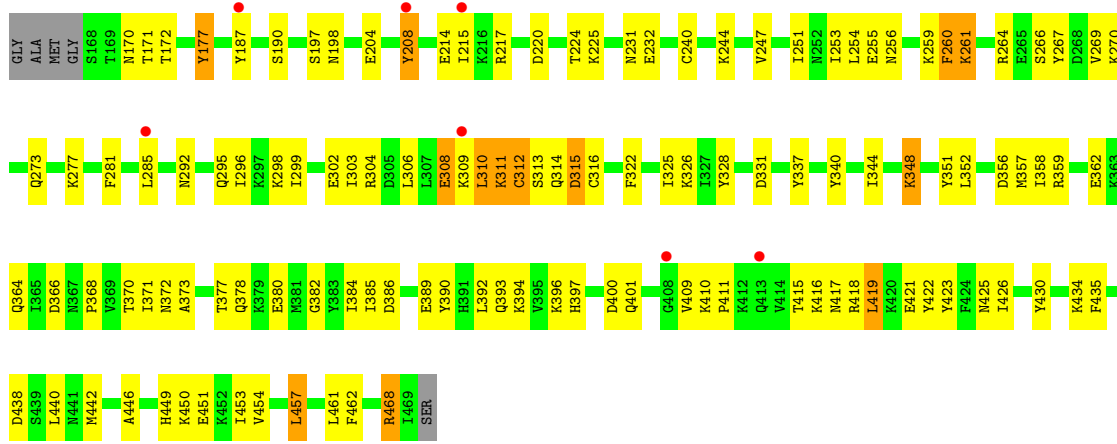 GLY ALA MET GLY S168 T169 N170 T171 T172 Y177 Y187 S190 S197 N198 E204 Y208 E214 I215 K216 R217 D220 T224 K225 N231 E232 C240 K244 V247 I251 N252 I253 L254 E255 N256 K259 F260 K261 R264 E265 S266 Y267 D268 V269 K270
Q273 K277 F281 L285 N292 Q295 I296 K297 K298 I299 E302 I303 R304 D305 L306 L307 E308 K309 L310 K311 C312 S313 Q314 D315 C316 F322 I325 K326 I327 Y328 D331 Y337 Y340 I344 K348 Y351 L352 D356 M357 I358 R359 E362 K363
Q364 I365 D366 N367 P368 V369 T370 I371 N372 A373 T377 Q378 K379 E380 M381 G382 Y383 I384 I385 D386 E389 Y390 H391 L392 Q393 K394 V395 K396 H397 D400 Q401 G408 V409 K410 P411 K412 Q413 V414 T415 K416 N417 R418 L419 K420 E421 Y422 Y423 F424 N425 I426 Y430 K434 F435
D438 S439 L440 N441 M442 A446 H449 K450 E451 K452 I453 V454 L457 L461 F462 R468 I469 SER